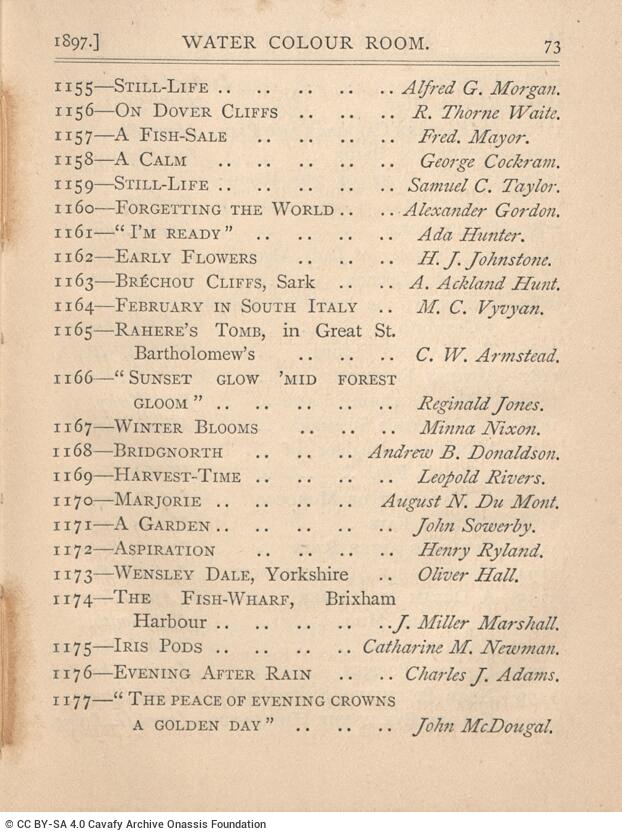 1897.] WATER COLOUR ROOM. 73
1155—STILL-LIFE .. .. .. .. .. .. Alfred G. Morgan.
1156—ON DOVER CLIFFS .. .. .. .. R. Thorne Waite.
1157—A FISH-SALE .. .. .. .. .. Fred. Mayor.
1158—A CALM .. .. .. .. .. .. George Cockram.
1159—STILL-LIFE .. .. .. .. .. .. Samuel C. Taylor.
1160—FORGETTING THE WORLD .. .. .. Alexander Gordon.
1161—“ I’M READY ” .. .. .. .. .. Ada Hunter.
1162—EARLY FLOWERS .. .. .. .. H. J. Johnstone.
1163—BRÉCHOU CLIFFS, Sark .. .. .. A. Ackland Hunt.
1164—FEBRUARY IN SOUTH ITALY .. M. C. Vyvyan.
1165—RAHERE’S TOMB, in Great St.
Bartholomew’s .. .. .. .. C. W. Armstead.
1166—“ SUNSET GLOW ’MID FOREST
GLOOM ” .. .. .. .. .. .. Reginald Jones.
1167—WINTER BLOOMS .. .. .. .. Minna Nixon.
1168—BRIDGNORTH .. .. .. .. Andrew B. Donaldson.
1169—HARVEST-TIME .. .. .. .. .. Leopold Rivers.
1170—MARJORIE .. .. .. .. .. August N. Du Mont.
1171—A GARDEN .. .. .. .. .. .. John Sowerby.
1172—ASPIRATION .. .. .. .. .. Henry Ryland.
1173—WENSLEY DALE, Yorkshire .. Oliver Hall.
1174—THE FISH-WHARF, Brixham
Harbour .. .. .. .. .. .. J. Miller Marshall.
1175—IRIS PODS .. .. .. .. .. Catharine M. Newman.
1176—EVENING AFTER RAIN .. .. .. Charles J. Adams.
1177—“ THE PEACE OF EVENING CROWNS
A GOLDEN DAY ” .. .. .. John McDougal.
© CC BY-SA 4.0 Cavafy Archive Onassis Foundation